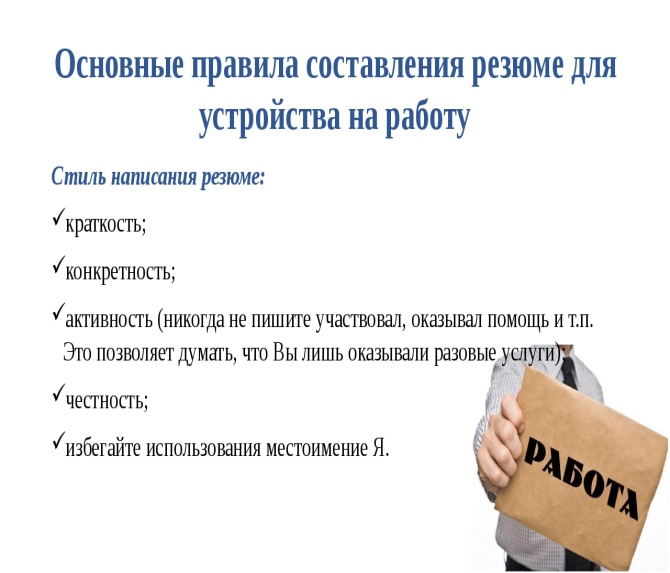 Основные правила составления резюме для
устройства на работу
Стиль написания резюме:
✓краткость;
✓конкретность;
✓активность (никогда не пишите участвовал, оказывал помощь и т.п.
Это позволяет думать, что Вы лишь оказывали разовые услуги);
✓честность;
✓избегайте использования местоимение Я.
РАБОТА